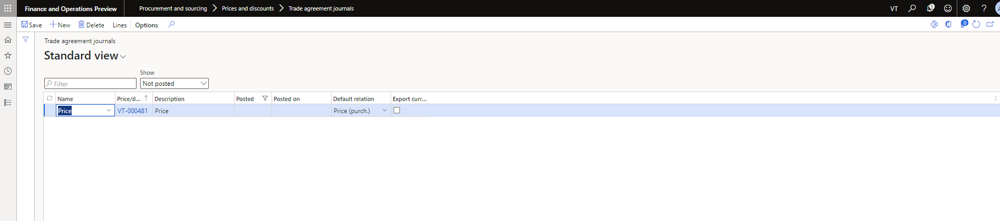 Finance and Operations Preview Procurement and sourcing Prices and discounts Trade agreement journals VT 3 ?
Save New Delete Lines Options 0
Trade agreement journals
Standard view
Show
Filter Not posted
Name Price/d... Description Posted Posted on Default relation Export curr...
Price VT-000481 Price Price (purch.)